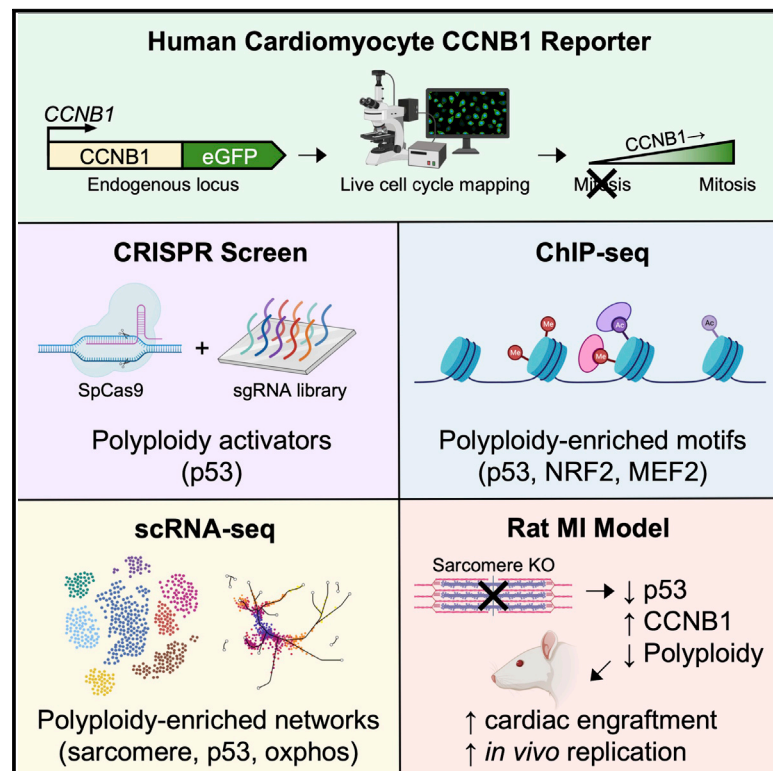 Human Cardiomyocyte CCNB1 Reporter
CCNB1
CCNB1 eGFP
CCNB1→
Endogenous locus
Live cell cycle mapping
Mitosis
Mitosis
CRISPR Screen
+
SpCas9
sgRNA library
Polyploidy activators
(p53)
ChIP-seq
Me
Me
Me
Ac
Ac
Polyploidy-enriched motifs
(p53, NRF2, MEF2)
scRNA-seq
Polyploidy-enriched networks
(sarcomere, p53, oxphos)
Rat MI Model
Sarcomere KO
↓ p53
↑ CCNB1
↓ Polyploidy
↑ cardiac engraftment
↑ in vivo replication